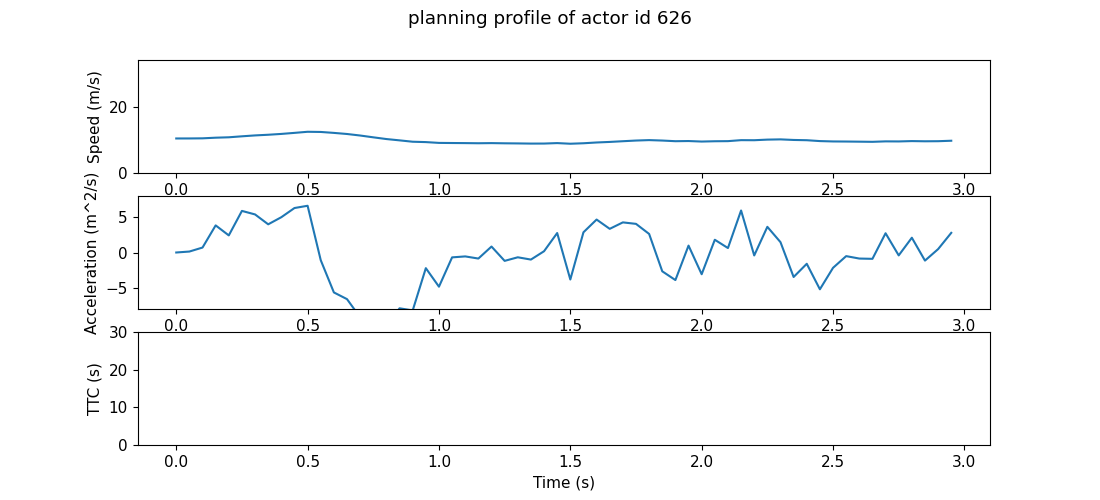 planning profile of actor id 626
Speed (m/s)
20
0
0.0 0.5 1.0 1.5 2.0 2.5 3.0
Acceleration (m^2/s)
5
0
−5
0.0 0.5 1.0 1.5 2.0 2.5 3.0
TTC (s)
30
20
10
0
0.0 0.5 1.0 1.5 2.0 2.5 3.0
Time (s)